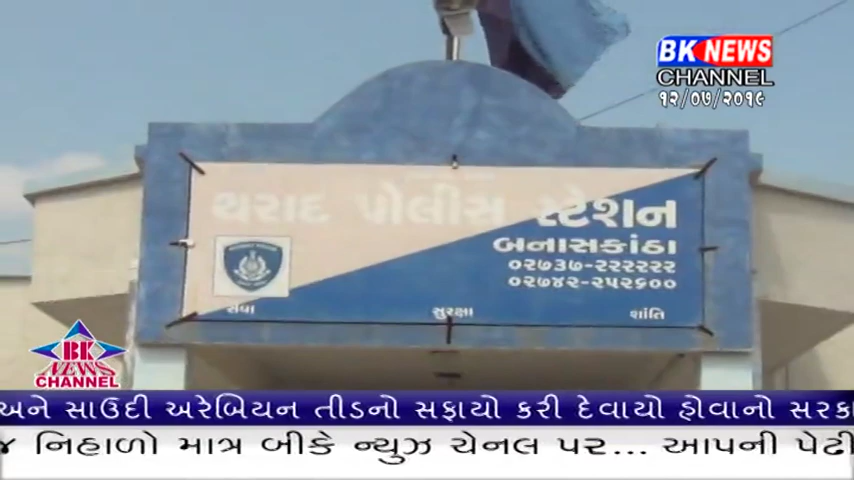 BK NEWS
CHANNEL
૧૨/૦૭/૨૦૧૯
થરાદ પોલીસ સ્ટેશન
બનાસકાંઠા
૦૨૭૩૭-૨૨૨૨૨૨
૦૨૭૪૨-૨૫૨૬૦૦
સેવા સુરક્ષા શાંતિ
BK
NEWS
CHANNEL
અને સાઉદી અરેબિયન તીડનો સફાયો કરી દેવાયો હોવાનો સરકા
નિહાળો માત્ર બીકે ન્યુઝ ચેનલ પર... આપની પેઢી